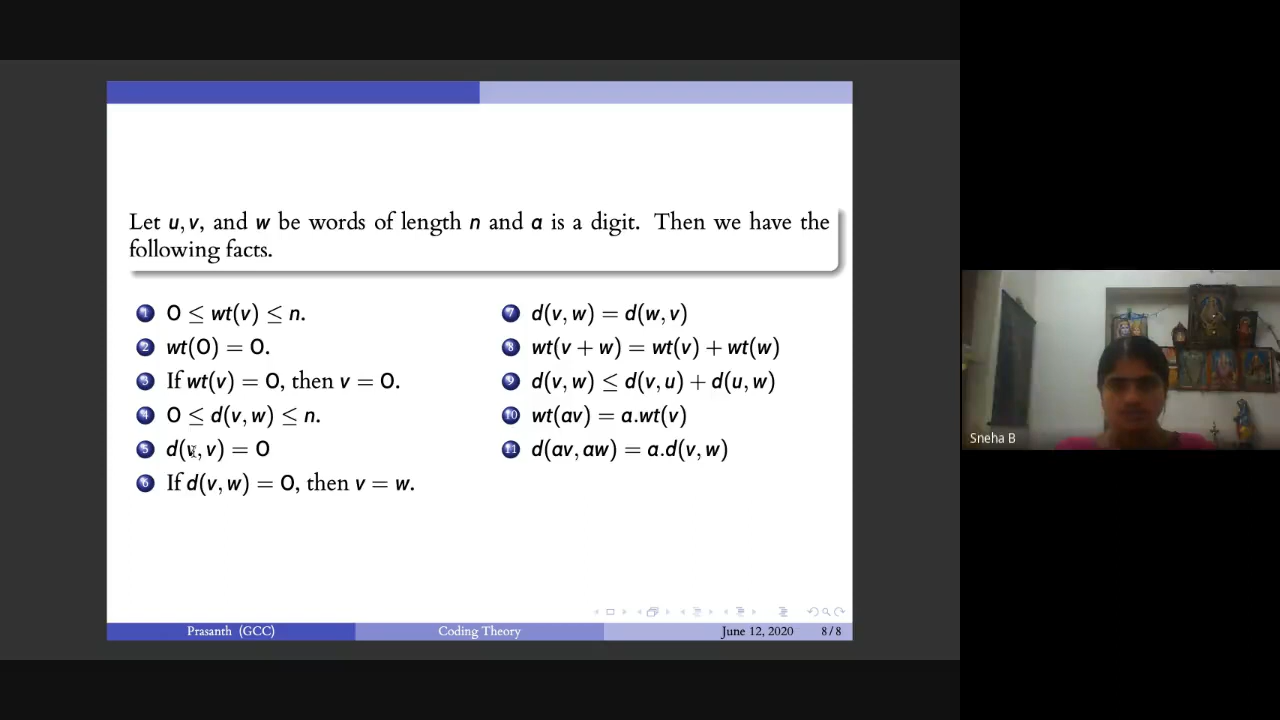 Let u, v, and w be words of length n and a is a digit. Then we have the
following facts.
1 0 ≤ wt(v) ≤ n.
2 wt(0) = 0.
3 If wt(v) = 0, then v = 0.
4 0 ≤ d(v, w) ≤ n.
5 d(v, v) = 0
6 If d(v, w) = 0, then v = w.
7 d(v, w) = d(w, v)
8 wt(v + w) = wt(v) + wt(w)
9 d(v, w) ≤ d(v, u) + d(u, w)
10 wt(av) = a.wt(v)
11 d(av, aw) = a.d(v, w)
Prasanth (GCC) Coding Theory June 12, 2020 8 / 8
Sneha B